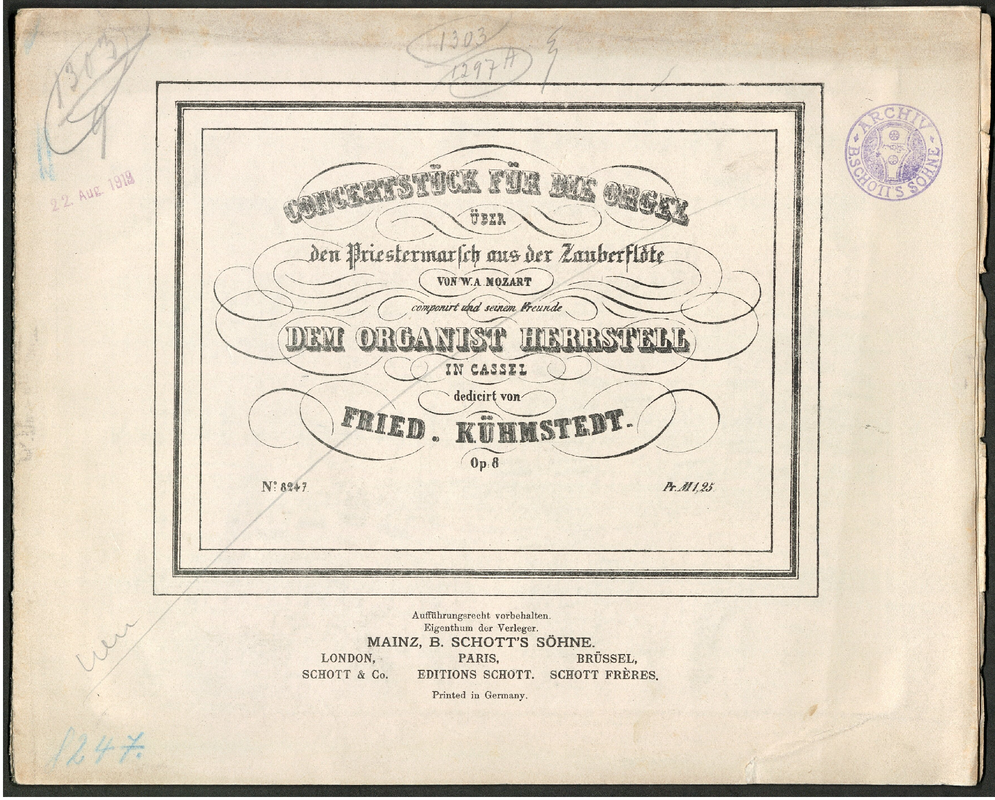 1303
1303
1297 A
22. AUG. 1918
ARCHIV
B. SCHOTT'S SÖHNE
CONCERTSTÜCK FÜR DIE ORGEL
ÜBER
den Priestermarsch aus der Zauberflöte
VON W. A. MOZART
componirt und seinem Freunde
DEM ORGANIST HERRSTELL
IN CASSEL
dedicirt von
FRIED. KÜHMSTEDT.
Op. 8
No. 8247 Pr. M 1,25
Aufführungsrecht vorbehalten.
Eigenthum der Verleger.
MAINZ, B. SCHOTT'S SÖHNE.
LONDON, PARIS, BRÜSSEL,
SCHOTT & Co. EDITIONS SCHOTT. SCHOTT FRÈRES.
Printed in Germany.
neu
8247.